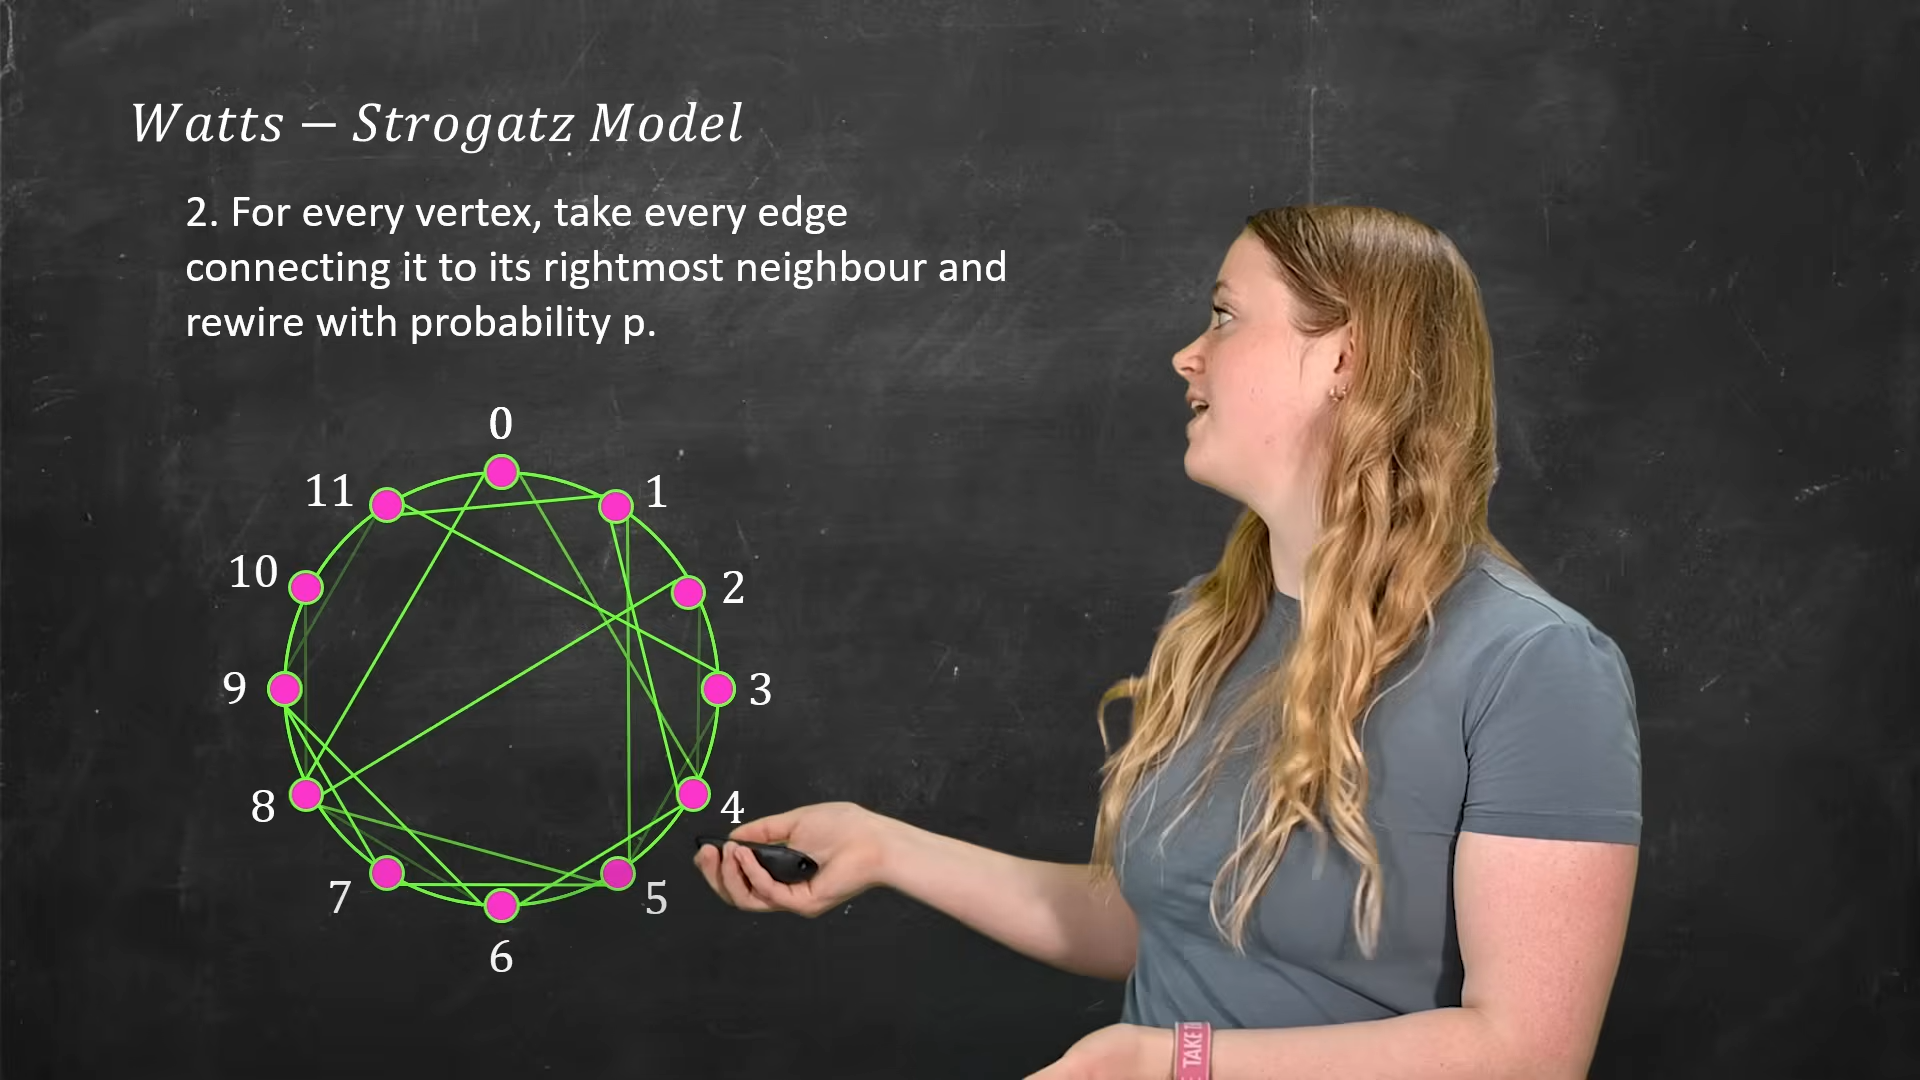 Watts – Strogatz Model
2. For every vertex, take every edge
connecting it to its rightmost neighbour and
rewire with probability p.
0
11
1
10
2
9
3
8
4
7
5
6
TAKE